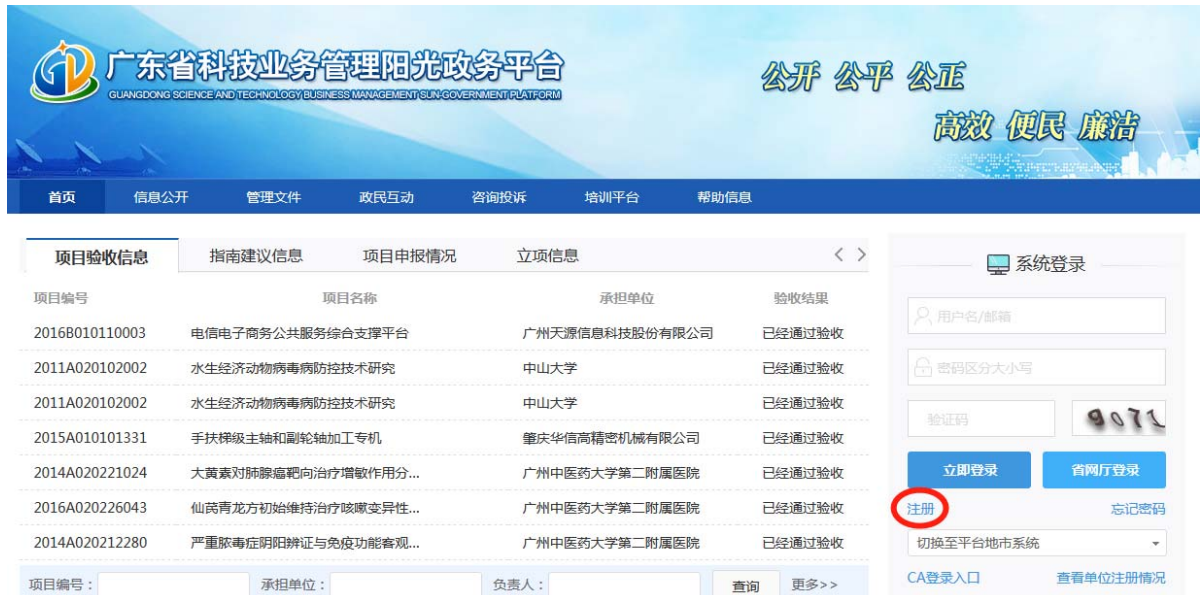 广东省科技业务管理阳光政务平台
GUANGDONG SCIENCE AND TECHNOLOGY BUSINESS MANAGEMENT SUN-GOVERNMENT PLATFORM
公开 公平 公正
高效 便民 廉洁
首页 信息公开 管理文件 政民互动 咨询投诉 培训平台 帮助信息
项目验收信息 指南建议信息 项目申报情况 立项信息 < >
项目编号 项目名称 承担单位 验收结果
2016B010110003 电信电子商务公共服务综合支撑平台 广州天源信息科技股份有限公司 已经通过验收
2011A020102002 水生经济动物病毒病防控技术研究 中山大学 已经通过验收
2011A020102002 水生经济动物病毒病防控技术研究 中山大学 已经通过验收
2015A010101331 手扶梯级主轴和副轮轴加工专机 肇庆华信高精密机械有限公司 已经通过验收
2014A020221024 大黄素对肺腺癌靶向治疗增敏作用分... 广州中医药大学第二附属医院 已经通过验收
2016A020226043 仙芪青龙方初始维持治疗咳嗽变异性... 广州中医药大学第二附属医院 已经通过验收
2014A020212280 严重脓毒症阴阳辨证与免疫功能客观... 广州中医药大学第二附属医院 已经通过验收
项目编号： 承担单位： 负责人： 查询 更多>>
系统登录
用户名/邮箱
密码区分大小写
验证码 9071
立即登录 省网厅登录
注册 忘记密码
切换至平台地市系统
CA登录入口 查看单位注册情况